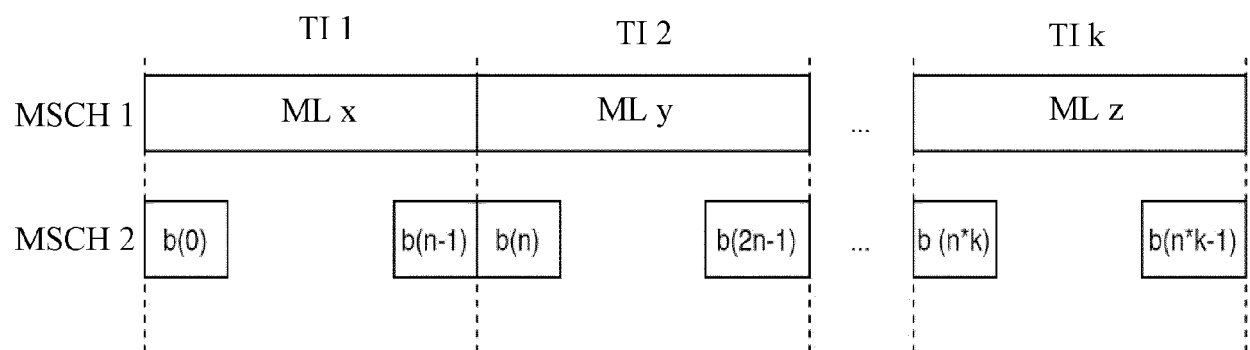 TI 1 TI 2 TI k
MSCH 1 ML x ML y ... ML z
MSCH 2 b(0) b(n-1) b(n) b(2n-1) ... b (n*k) b(n*k-1)